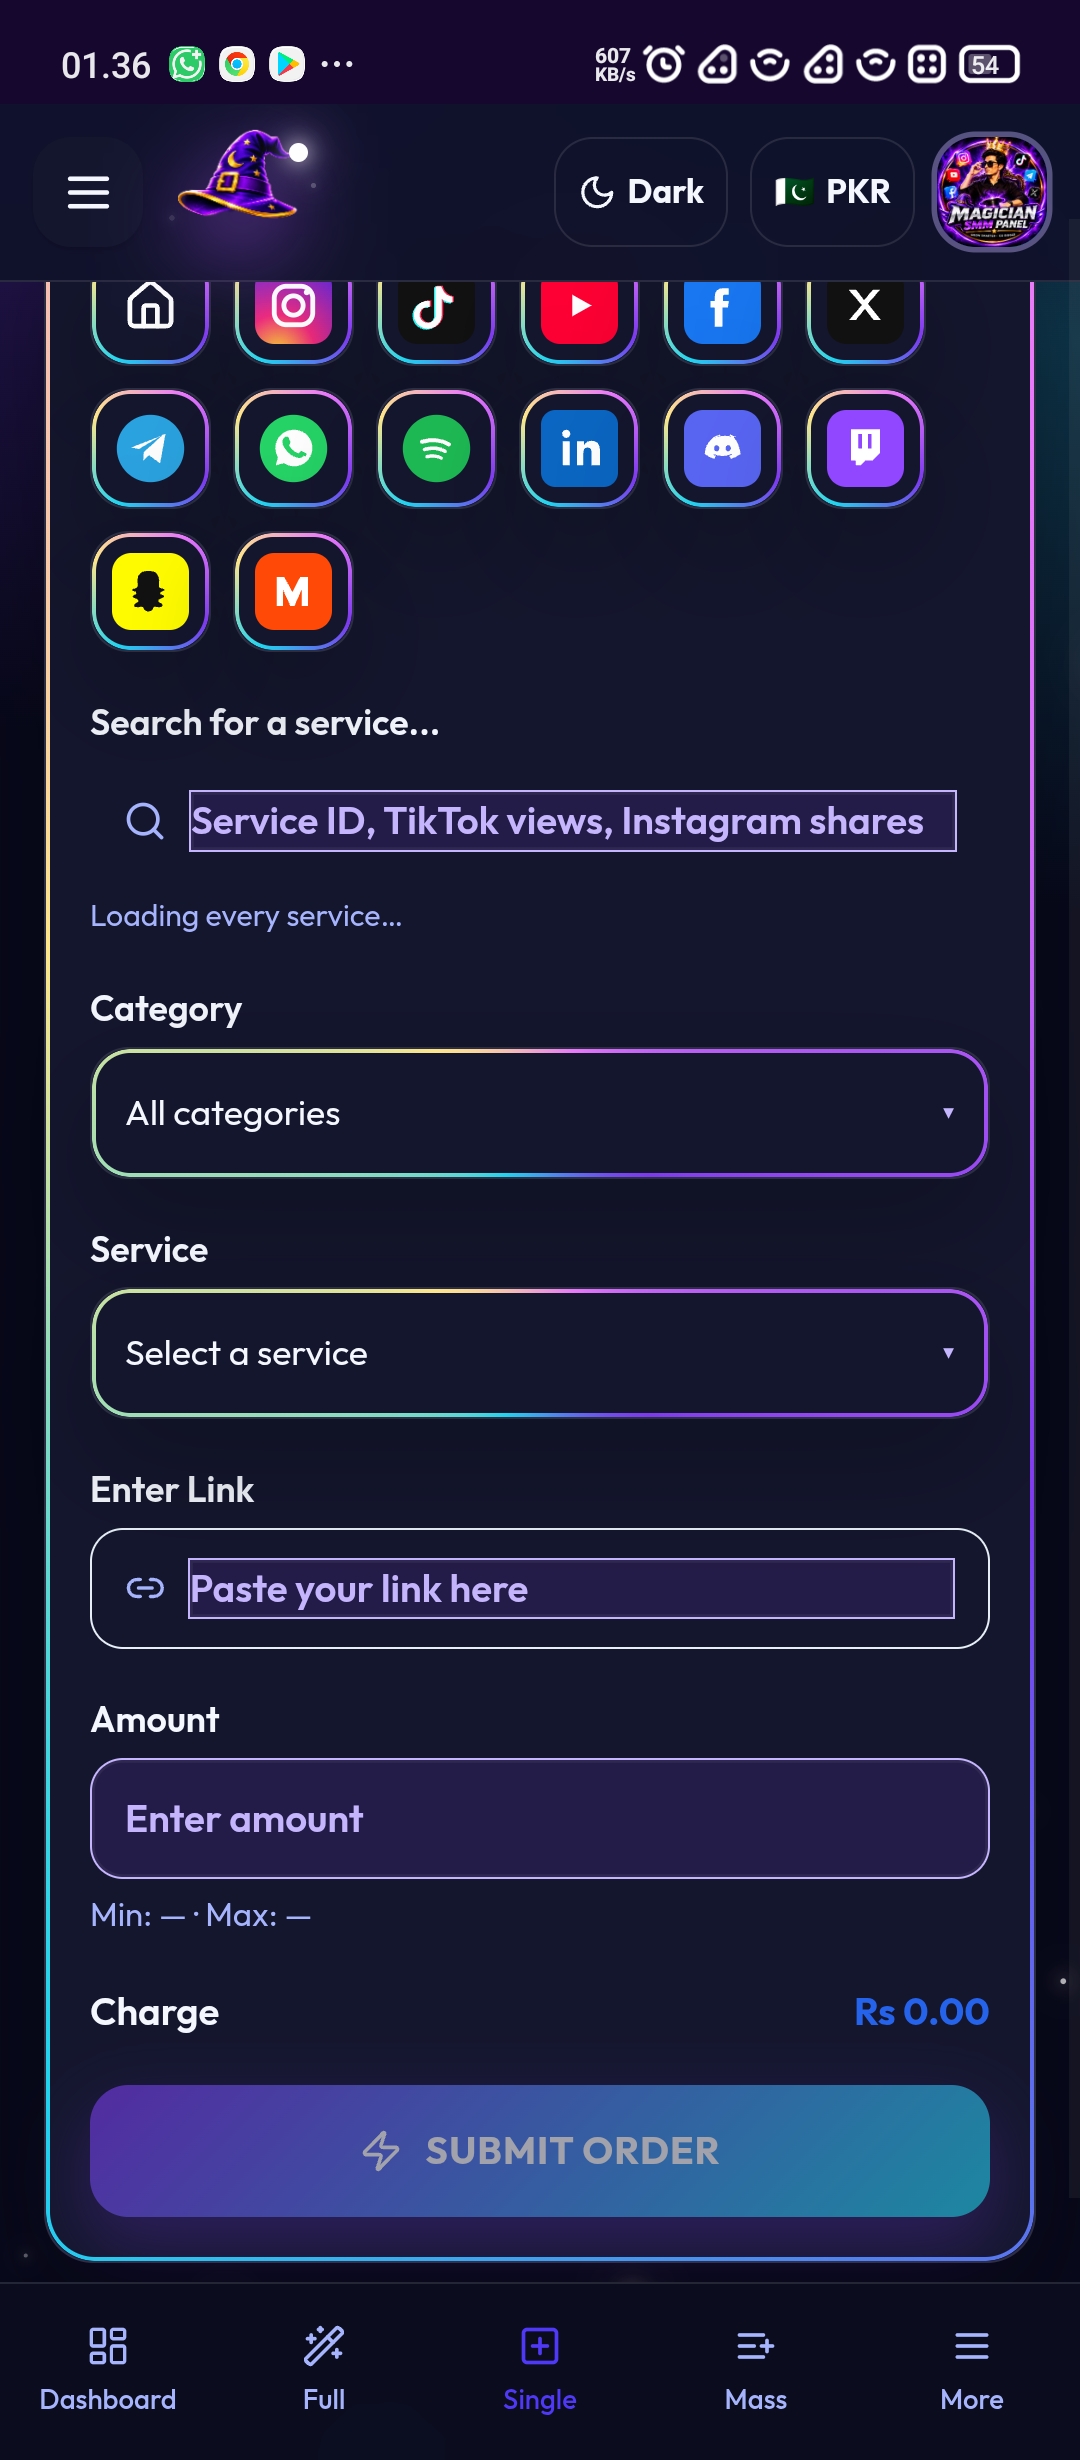 01.36
607
KB/s
54
Dark
PKR
MAGICIAN
SMM PANEL
Search for a service...
Service ID, TikTok views, Instagram shares
Loading every service...
Category
All categories
Service
Select a service
Enter Link
Paste your link here
Amount
Enter amount
Min: — · Max: —
Charge
Rs 0.00
SUBMIT ORDER
Dashboard
Full
Single
Mass
More